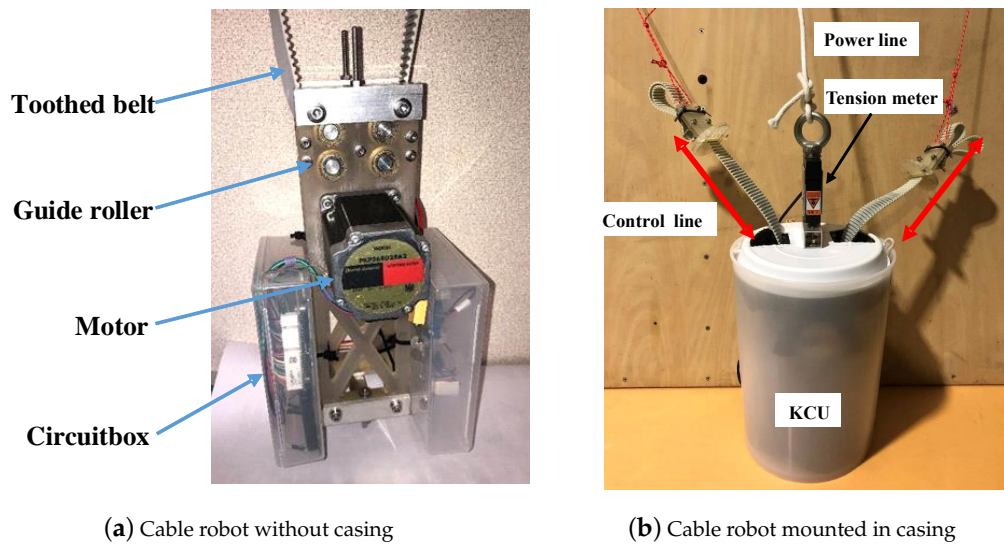 Toothed belt
Guide roller
Motor
Circuitbox
PKP268D28A2
Power line
Tension meter
Control line
KCU
(a) Cable robot without casing
(b) Cable robot mounted in casing